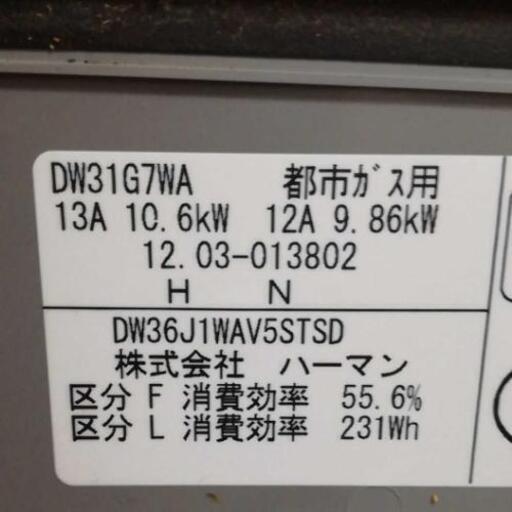 DW31G7WA 都市ｶﾞｽ用
13A 10.6kW 12A 9.86kW
12.03-013802
H N
DW36J1WAV5STSD
株式会社 ハーマン
区分 F 消費効率 55.6%
区分 L 消費効率 231Wh